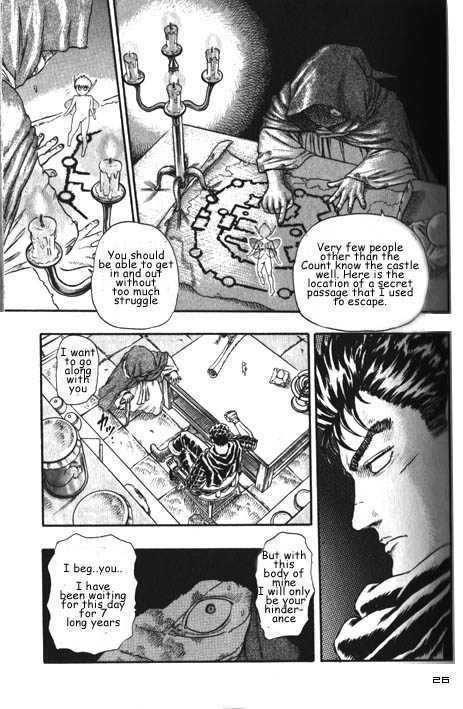 You should
be able to get
in and out
without
too much
struggle
Very few people
other than the
Count know the castle
well. Here is the
location of a secret
passage that I used
to escape.
I want
to go
along
with
you
I beg..you..
I have
been waiting
for this day
for 7
long years
But with
this
body of
mine
I will only
be your
hinder-
ance
26